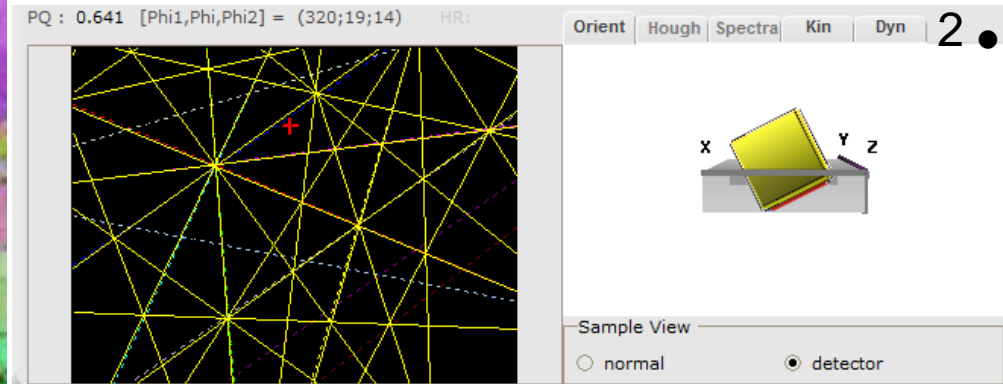 PQ : 0.641 [Phi1,Phi,Phi2] = (320;19;14) HR:
Orient Hough Spectra Kin Dyn 2.
X Y Z
Sample View
normal detector